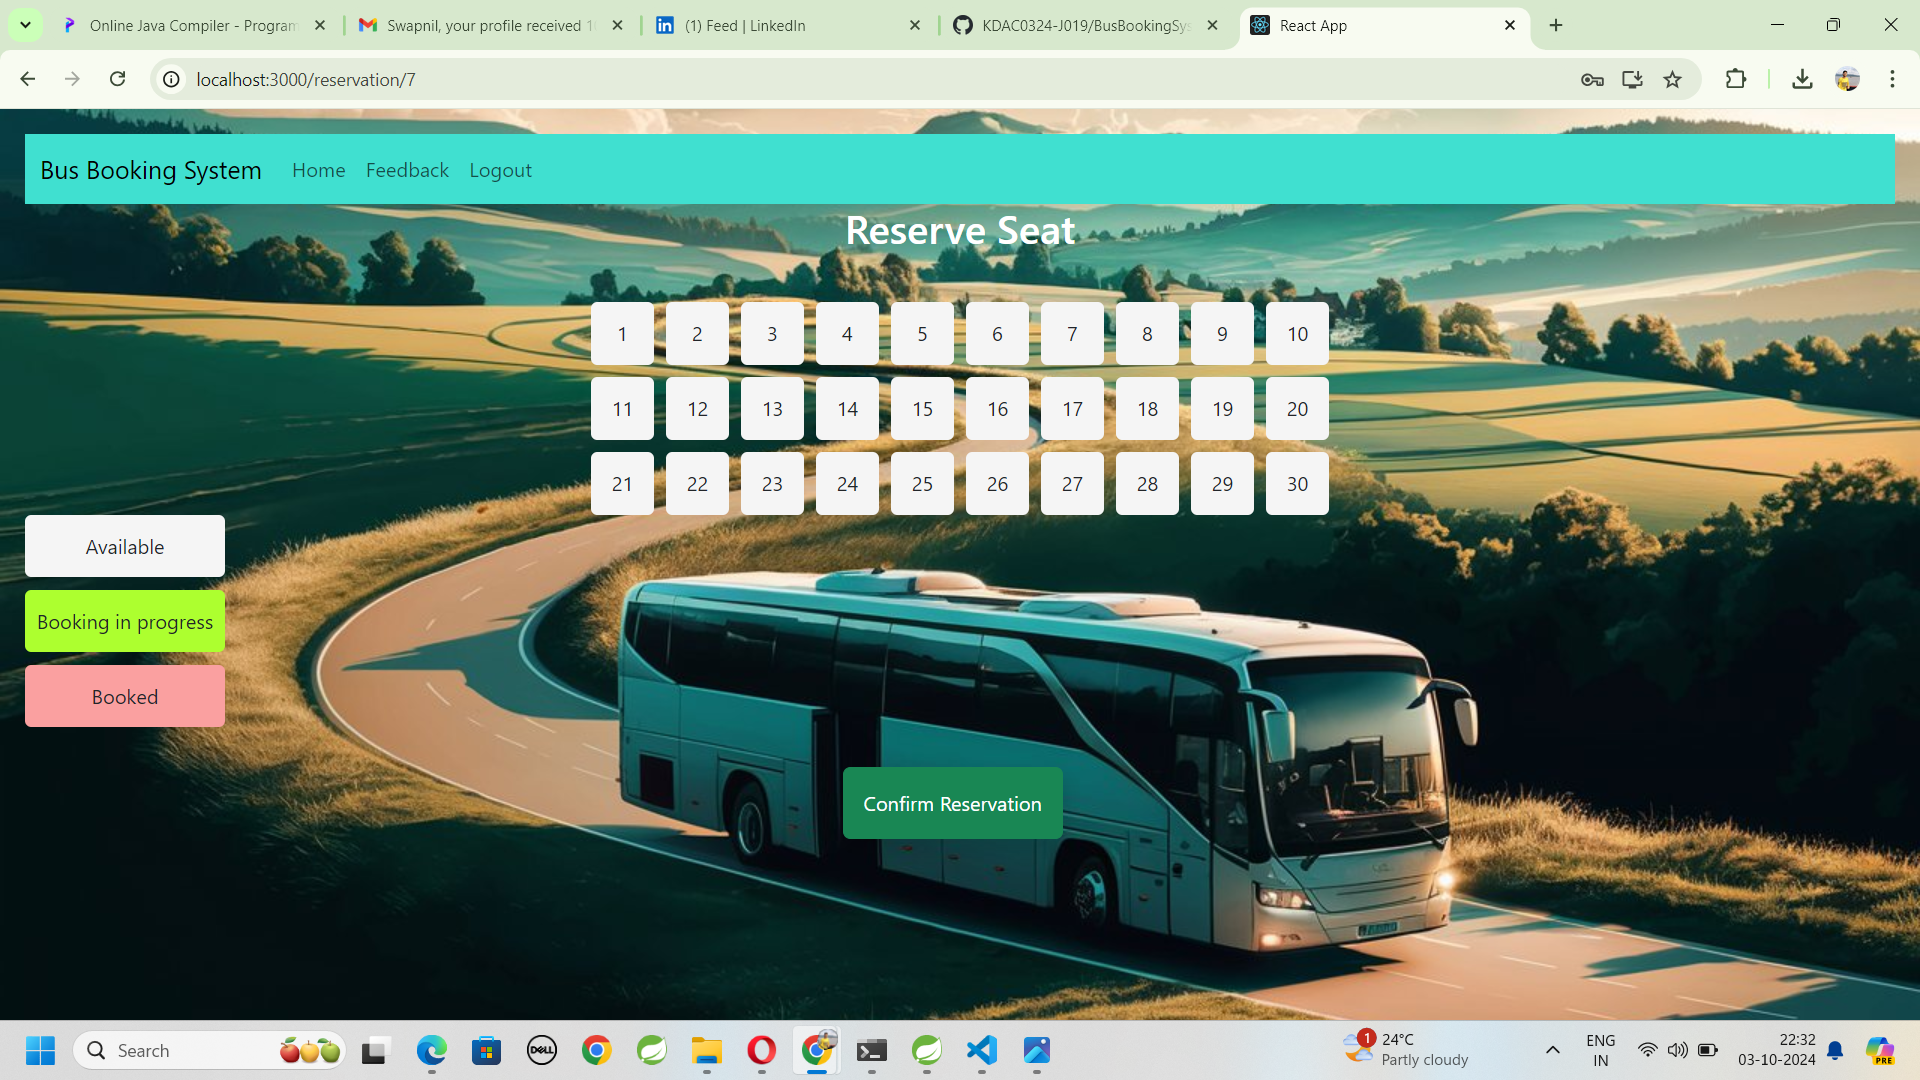 Online Java Compiler - Program
Swapnil, your profile received 1
(1) Feed | LinkedIn
KDAC0324-J019/BusBookingSys
React App
localhost:3000/reservation/7
Bus Booking System
Home
Feedback
Logout
Reserve Seat
1 2 3 4 5 6 7 8 9 10
11 12 13 14 15 16 17 18 19 20
21 22 23 24 25 26 27 28 29 30
Available
Booking in progress
Booked
Confirm Reservation
Search
DELL
1
24°C
Partly cloudy
ENG
IN
22:32
03-10-2024
PRE